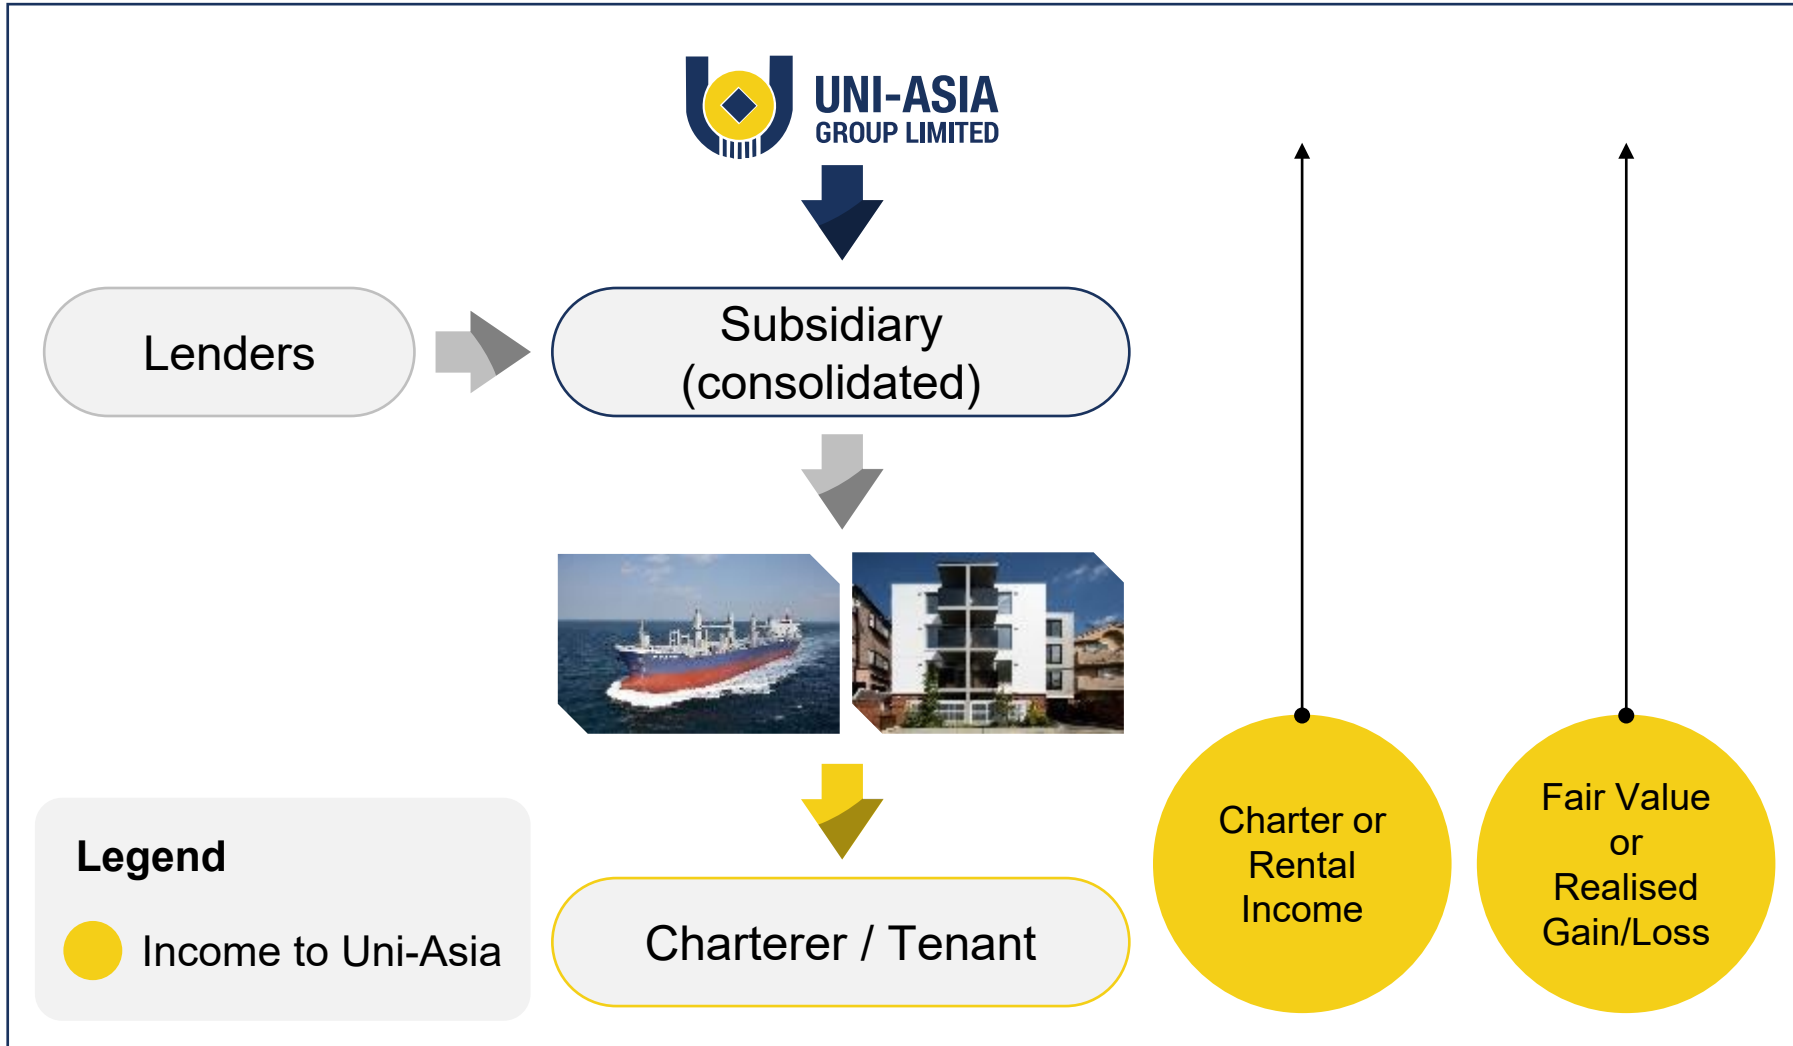 UNI-ASIA
GROUP LIMITED
Lenders
Subsidiary
(consolidated)
Legend
Income to Uni-Asia
Charterer / Tenant
Charter or
Rental
Income
Fair Value
or
Realised
Gain/Loss